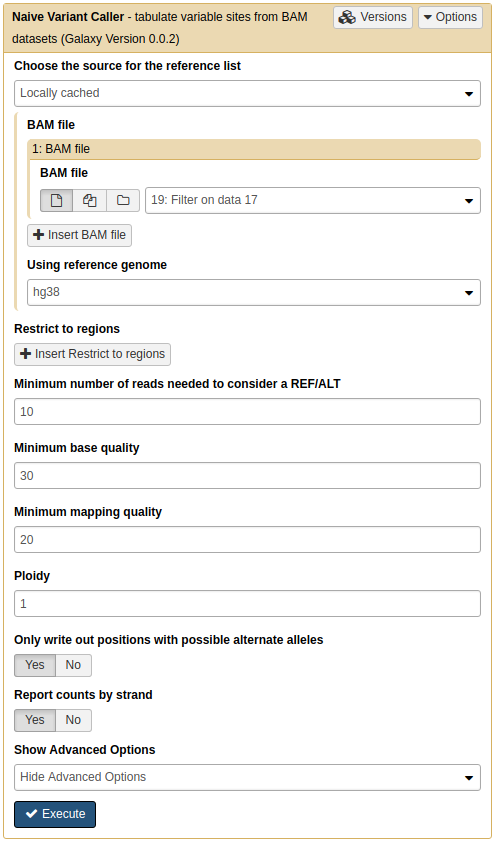 Naive Variant Caller - tabulate variable sites from BAM
datasets (Galaxy Version 0.0.2)
Versions
Options
Choose the source for the reference list
Locally cached
BAM file
1: BAM file
BAM file
19: Filter on data 17
Insert BAM file
Using reference genome
hg38
Restrict to regions
Insert Restrict to regions
Minimum number of reads needed to consider a REF/ALT
10
Minimum base quality
30
Minimum mapping quality
20
Ploidy
1
Only write out positions with possible alternate alleles
Yes No
Report counts by strand
Yes No
Show Advanced Options
Hide Advanced Options
Execute